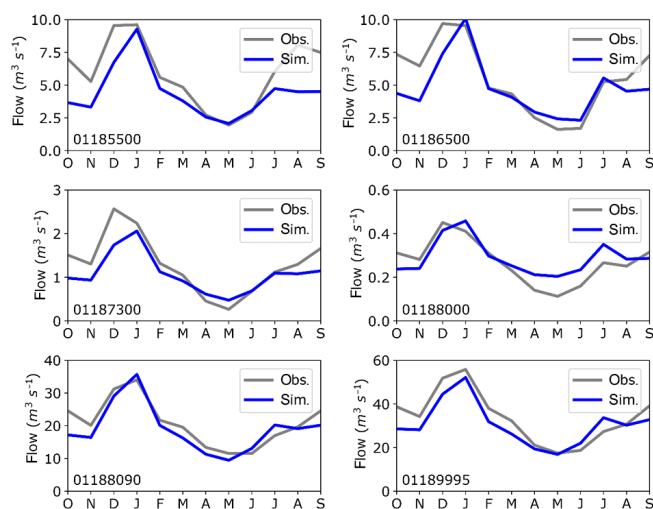 10.0
7.5
5.0
2.5
0.0
Flow (m³ s⁻¹)
Obs.
Sim.
01185500
O N D J F M A M J J A S
10.0
7.5
5.0
2.5
0.0
Flow (m³ s⁻¹)
Obs.
Sim.
01186500
O N D J F M A M J J A S
3
2
1
0
Flow (m³ s⁻¹)
Obs.
Sim.
01187300
O N D J F M A M J J A S
0.6
0.4
0.2
0.0
Flow (m³ s⁻¹)
Obs.
Sim.
01188000
O N D J F M A M J J A S
40
30
20
10
0
Flow (m³ s⁻¹)
Obs.
Sim.
01188090
O N D J F M A M J J A S
60
40
20
0
Flow (m³ s⁻¹)
Obs.
Sim.
01189995
O N D J F M A M J J A S